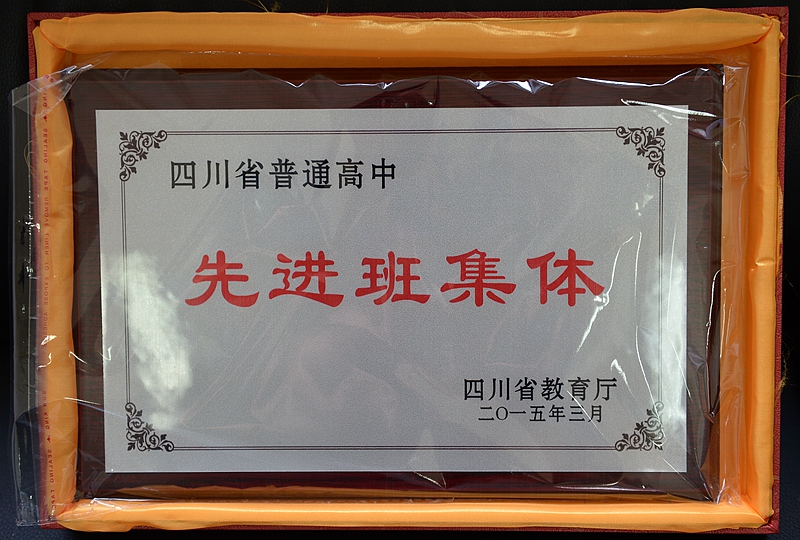 四川省普通高中
先进班集体
四川省教育厅
二〇一五年三月